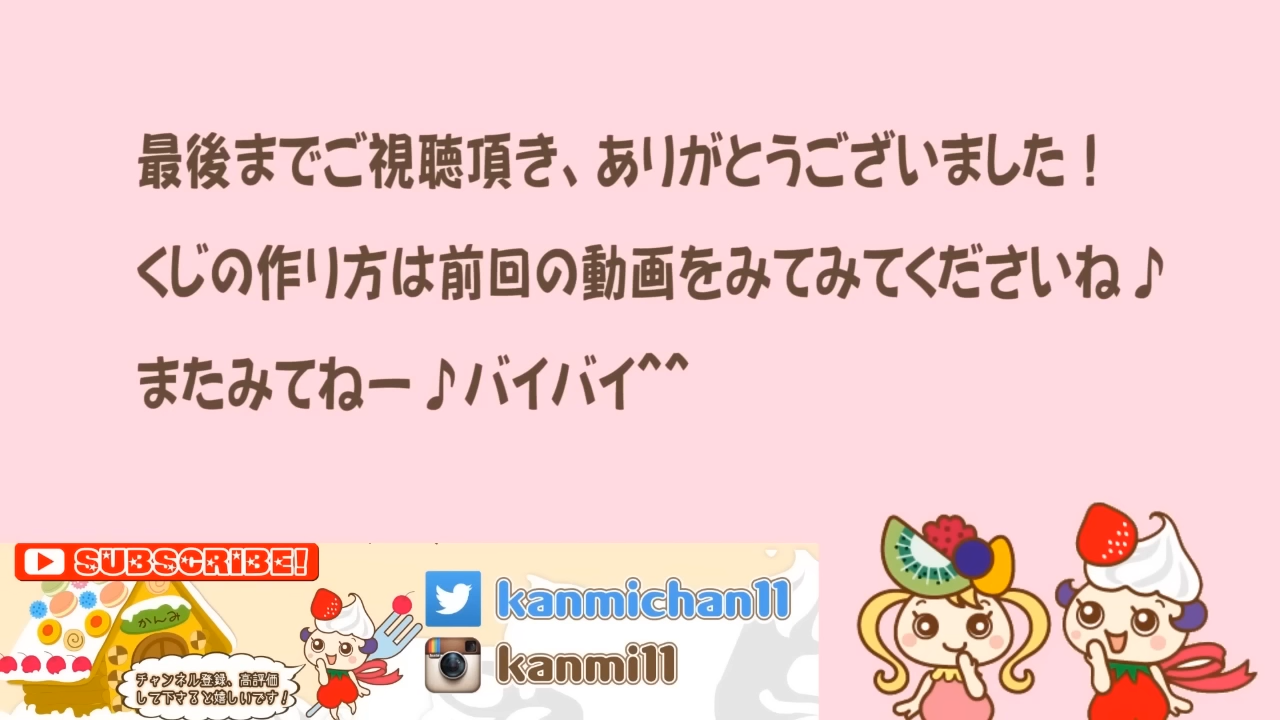 最後までご視聴頂き、ありがとうございました！
くじの作り方は前回の動画をみてみてくださいね♪
またみてねー♪バイバイ^^
SUBSCRIBE!
かんみ
チャンネル登録、高評価
して下さると嬉しいです！
kanmichan11
kanmi11